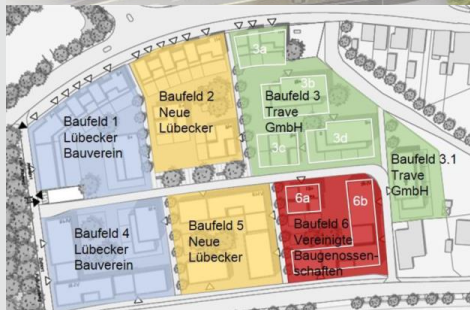 3a
Baufeld 1
Lübecker
Bauverein
Baufeld 2
Neue
Lübecker
3b
Baufeld 3
Trave
GmbH
3c
3d
Baufeld 3.1
Trave
GmbH
Baufeld 4
Lübecker
Bauverein
Baufeld 5
Neue
Lübecker
6a
6b
Baufeld 6
Vereinigte
Baugenossen-
schaften